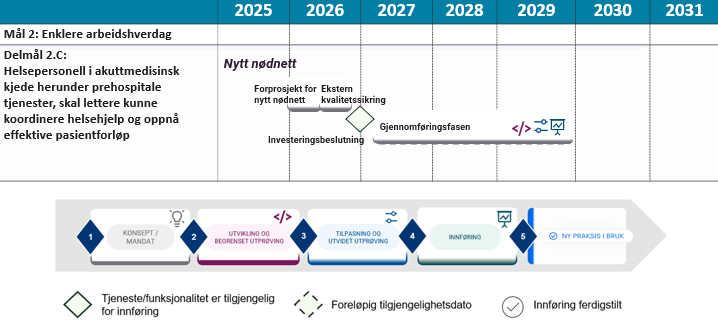 2025 2026 2027 2028 2029 2030 2031
Mål 2: Enklere arbeidshverdag
Delmål 2.C:
Helsepersonell i akuttmedisinsk
kjede herunder prehospitale
tjenester, skal lettere kunne
koordinere helsehjelp og oppnå
effektive pasientforløp
Nytt nødnett
Forprosjekt for
nytt nødnett
Ekstern
kvalitetssikring
Investeringsbeslutning
Gjennomføringsfasen
</>
1
KONSEPT /
MANDAT
2
</>
UTVIKLING OG
BEGRENSET UTPRØVING
3
TILPASNING OG
UTVIDET UTPRØVING
4
INNFØRING
5
NY PRAKSIS I BRUK
Tjeneste/funksjonalitet er tilgjengelig
for innføring
Foreløpig tilgjengelighetsdato
Innføring ferdigstilt